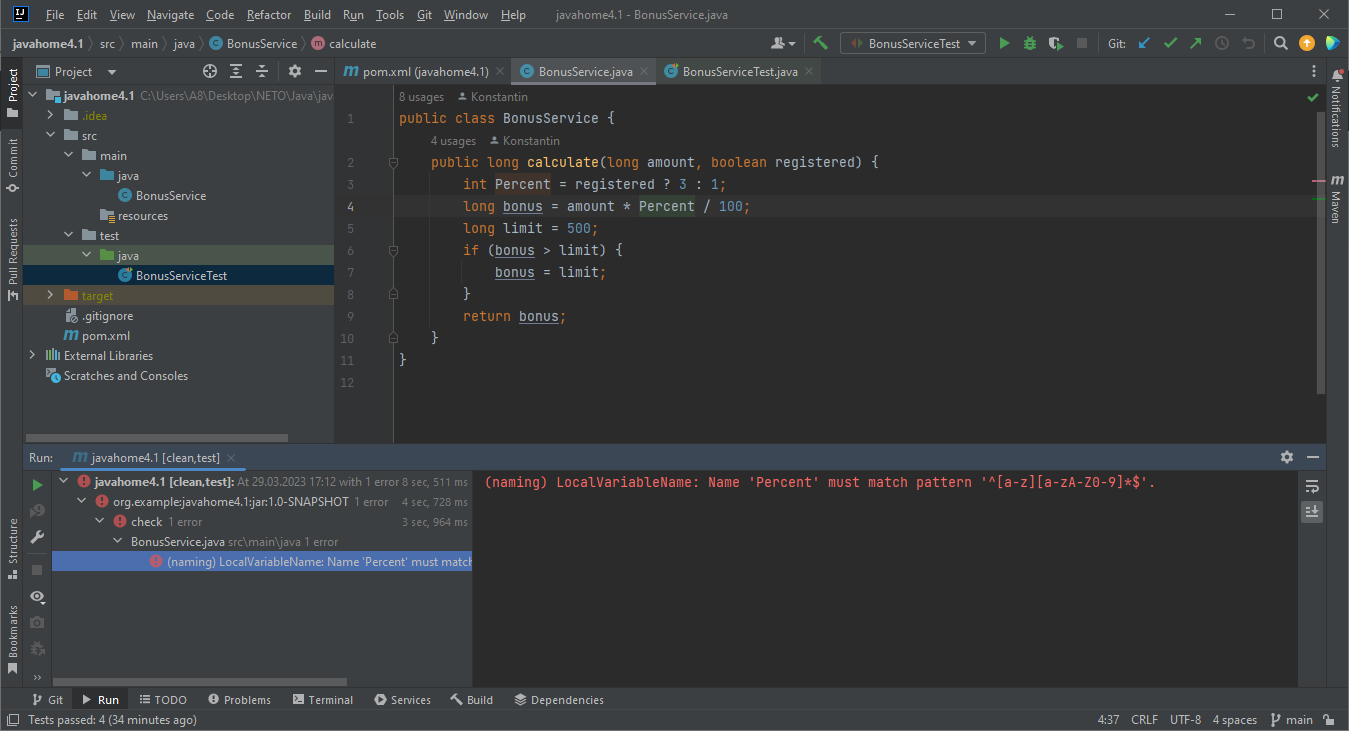 File Edit View Navigate Code Refactor Build Run Tools Git Window Help javahome4.1 - BonusService.java
javahome4.1 src main java BonusService calculate BonusServiceTest Git:
Project
pom.xml (javahome4.1) BonusService.java BonusServiceTest.java
Project
Commit
Pull Requests
Structure
Bookmarks
Notifications
Maven
javahome4.1 C:\Users\A8\Desktop\NETO\Java\jav
.idea
src
main
java
BonusService
resources
test
java
BonusServiceTest
target
.gitignore
pom.xml
External Libraries
Scratches and Consoles
8 usages Konstantin
1 public class BonusService {
4 usages Konstantin
2 public long calculate(long amount, boolean registered) {
3 int Percent = registered ? 3 : 1;
4 long bonus = amount * Percent / 100;
5 long limit = 500;
6 if (bonus > limit) {
7 bonus = limit;
8 }
9 return bonus;
10 }
11 }
12
Run: javahome4.1 [clean,test]
javahome4.1 [clean,test]: At 29.03.2023 17:12 with 1 error 8 sec, 511 ms
org.example:javahome4.1:jar:1.0-SNAPSHOT 1 error 4 sec, 728 ms
check 1 error 3 sec, 964 ms
BonusService.java src\main\java 1 error
(naming) LocalVariableName: Name 'Percent' must match
(naming) LocalVariableName: Name 'Percent' must match pattern '^[a-z][a-zA-Z0-9]*$'.
Git Run TODO Problems Terminal Services Build Dependencies
Tests passed: 4 (34 minutes ago) 4:37 CRLF UTF-8 4 spaces main